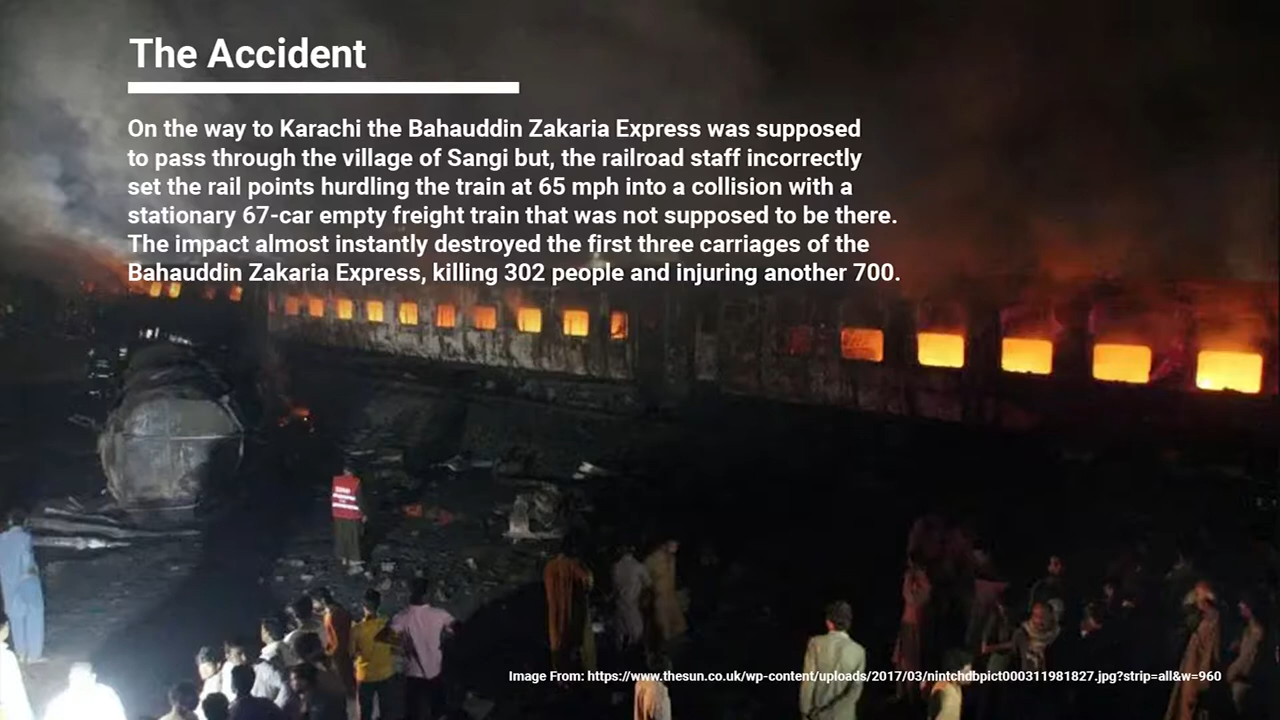 The Accident
On the way to Karachi the Bahauddin Zakaria Express was supposed
to pass through the village of Sangi but, the railroad staff incorrectly
set the rail points hurdling the train at 65 mph into a collision with a
stationary 67-car empty freight train that was not supposed to be there.
The impact almost instantly destroyed the first three carriages of the
Bahauddin Zakaria Express, killing 302 people and injuring another 700.
Image From: https://www.thesun.co.uk/wp-content/uploads/2017/03/nintchdbpict000311981827.jpg?strip=all&w=960